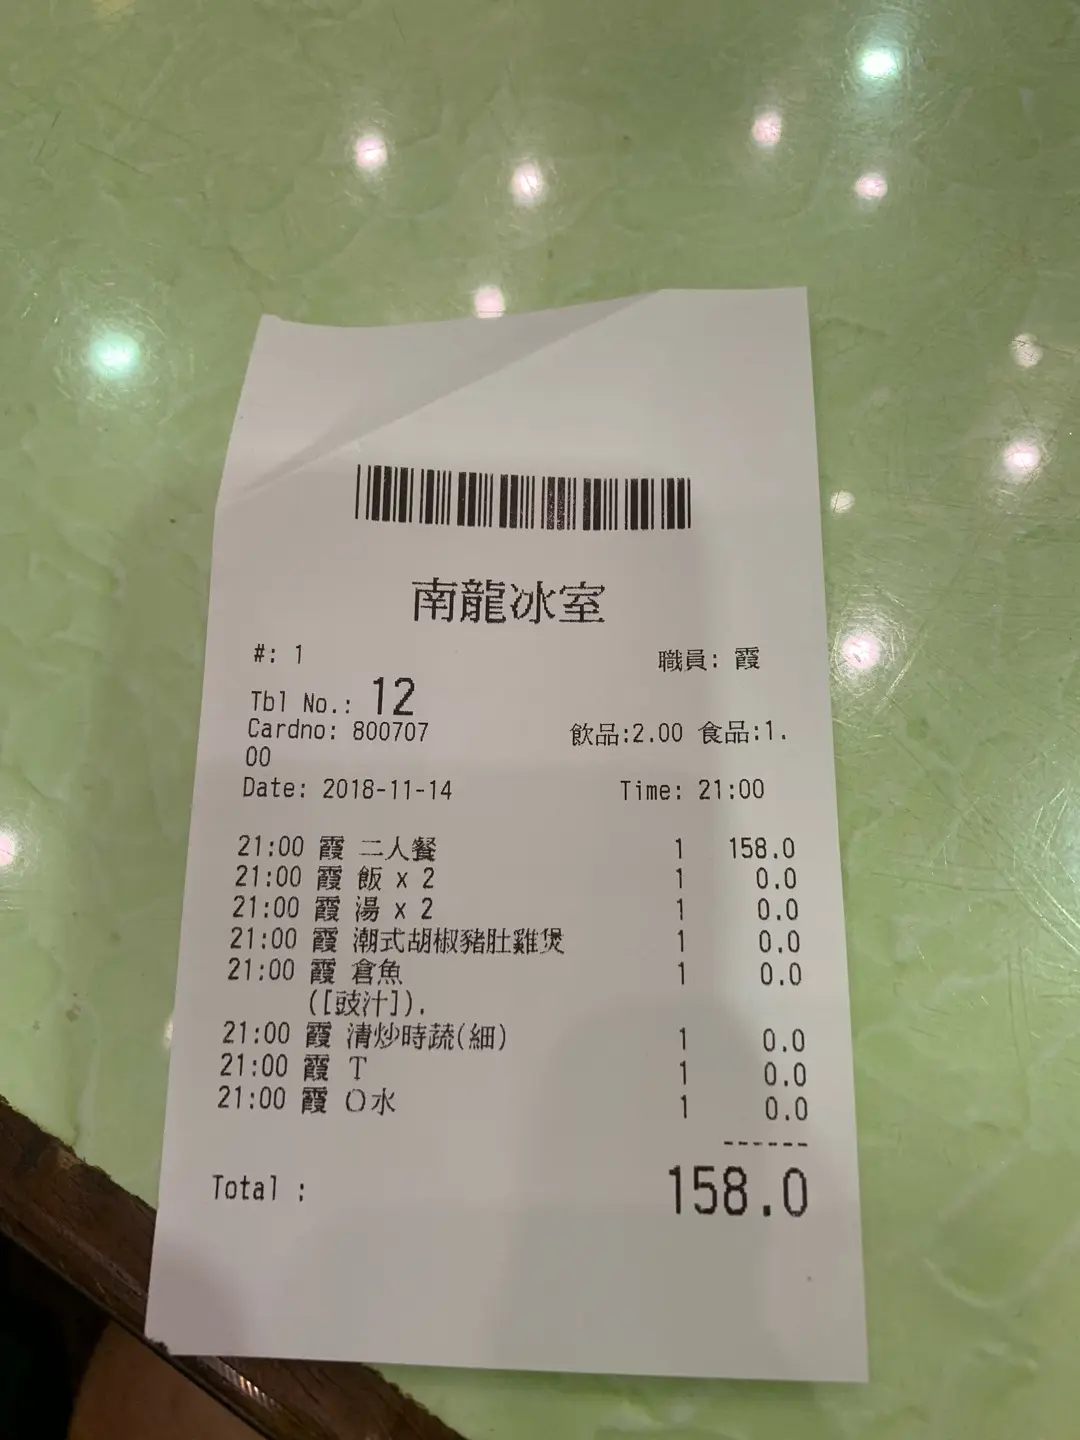 南龍冰室
#: 1 職員: 霞
Tbl No.: 12
Cardno: 800707 飲品:2.00 食品:1.
00
Date: 2018-11-14 Time: 21:00
21:00 霞 二人餐 1 158.0
21:00 霞 飯 x 2 1 0.0
21:00 霞 湯 x 2 1 0.0
21:00 霞 潮式胡椒豬肚雞煲 1 0.0
21:00 霞 倉魚 1 0.0
([豉汁]).
21:00 霞 清炒時蔬(細) 1 0.0
21:00 霞 T 1 0.0
21:00 霞 O水 1 0.0
------
Total : 158.0